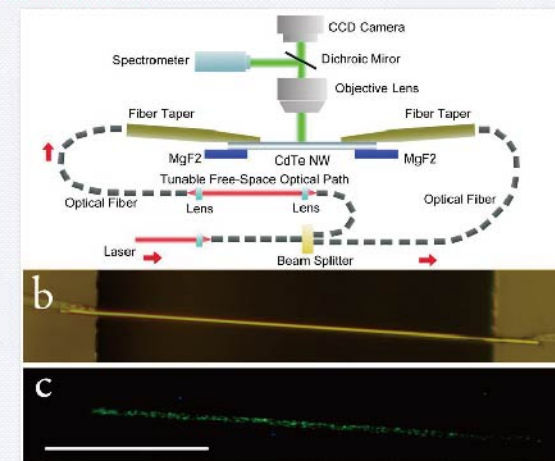 CCD Camera
Spectrometer
Dichroic Miror
Objective Lens
Fiber Taper
Fiber Taper
MgF2
CdTe NW
MgF2
Tunable Free-Space Optical Path
Optical Fiber
Lens
Lens
Optical Fiber
Laser
Beam Splitter
b
c